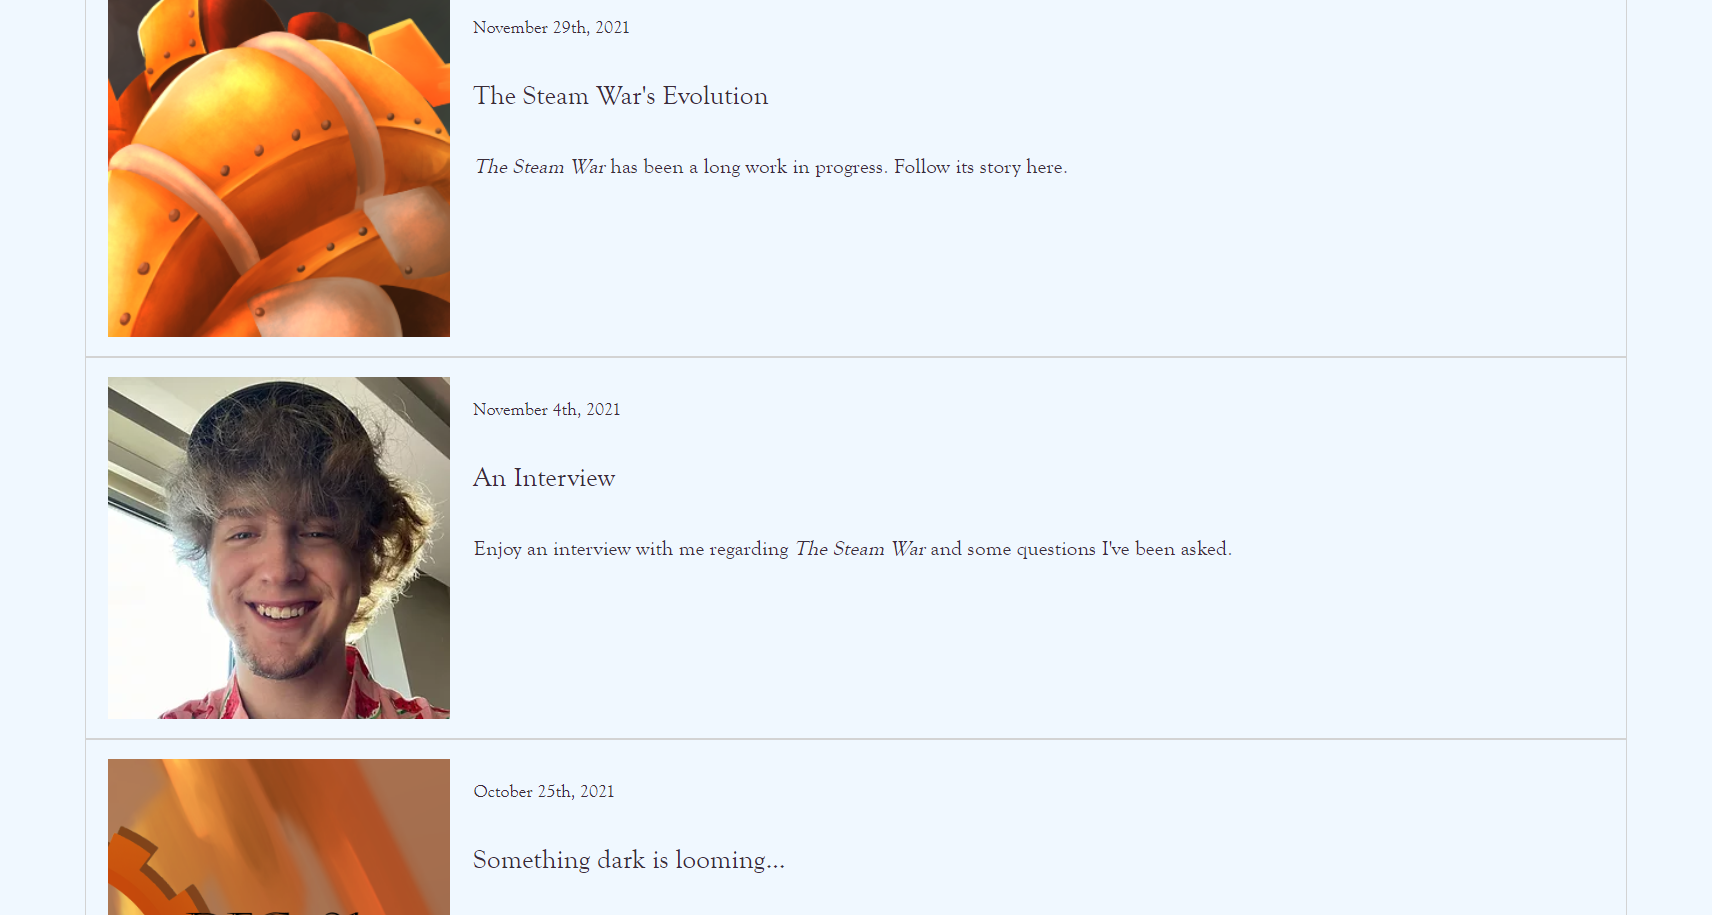 November 29th, 2021
The Steam War's Evolution
The Steam War has been a long work in progress. Follow its story here.
November 4th, 2021
An Interview
Enjoy an interview with me regarding The Steam War and some questions I've been asked.
October 25th, 2021
Something dark is looming...